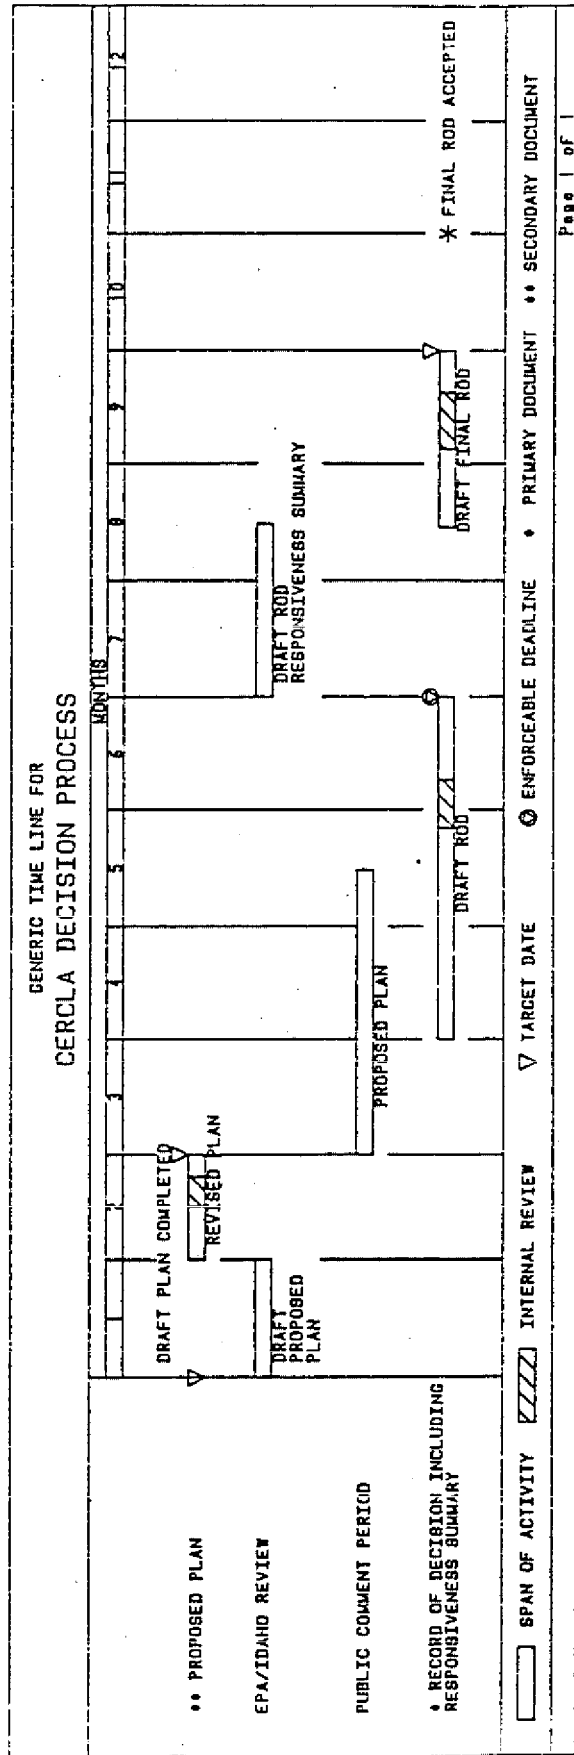 GENERIC TIME LINE FOR
CERCLA DECISION PROCESS
MONTHS
3 4 5 6 7 8 9 10 11 12
** PROPOSED PLAN
DRAFT PLAN COMPLETED
REVISED PLAN
EPA/IDAHO REVIEW
DRAFT
PROPOSED
PLAN
DRAFT ROD
RESPONSIVENESS SUMMARY
PUBLIC COMMENT PERIOD
PROPOSED PLAN
* RECORD OF DECISION INCLUDING
RESPONSIVENESS SUMMARY
DRAFT ROD
DRAFT FINAL ROD
FINAL ROD ACCEPTED
SPAN OF ACTIVITY
INTERNAL REVIEW
TARGET DATE
ENFORCEABLE DEADLINE
* PRIMARY DOCUMENT
** SECONDARY DOCUMENT
Page 1 of 1